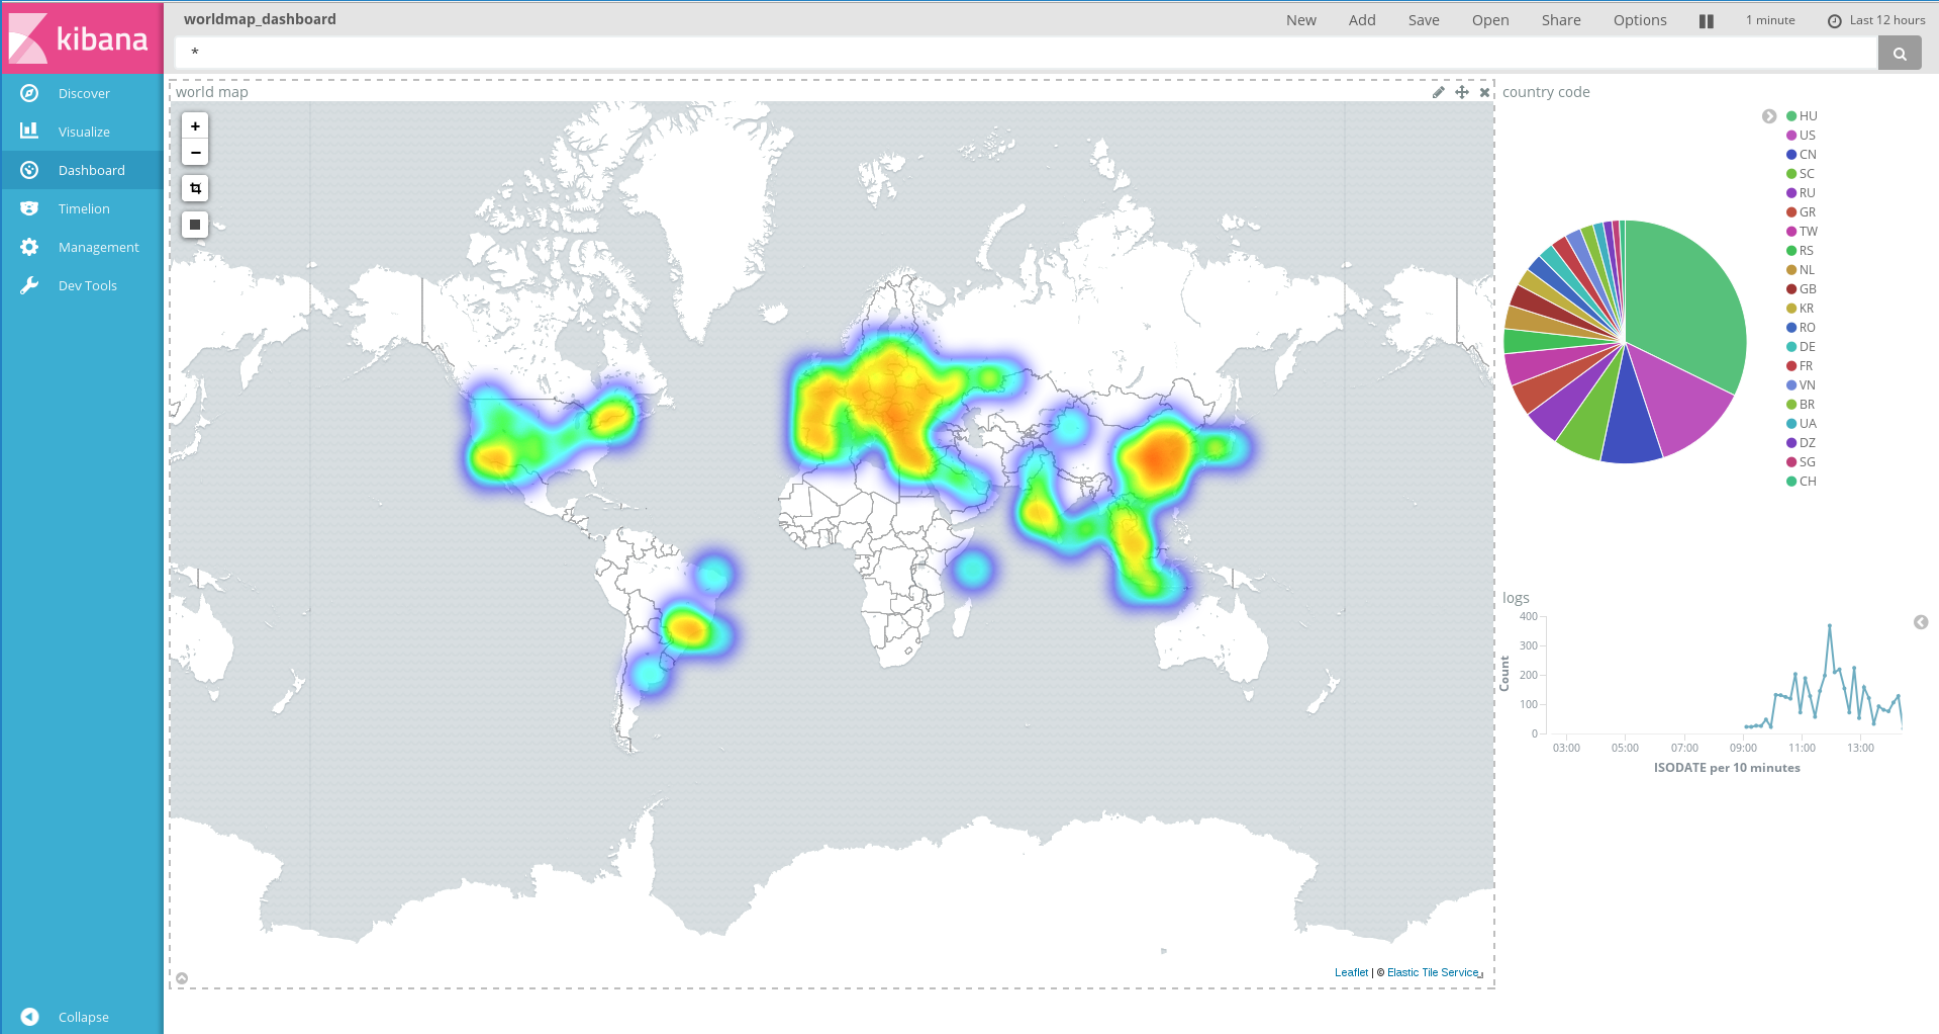 kibana
Discover
Visualize
Dashboard
Timelion
Management
Dev Tools
Collapse
worldmap_dashboard
New Add Save Open Share Options 1 minute Last 12 hours
*
world map
+
−
Leaflet | © Elastic Tile Service
country code
HU
US
CN
SC
RU
GR
TW
RS
NL
GB
KR
RO
DE
FR
VN
BR
UA
DZ
SG
CH
logs
400
300
200
100
0
Count
03:00 05:00 07:00 09:00 11:00 13:00
ISODATE per 10 minutes